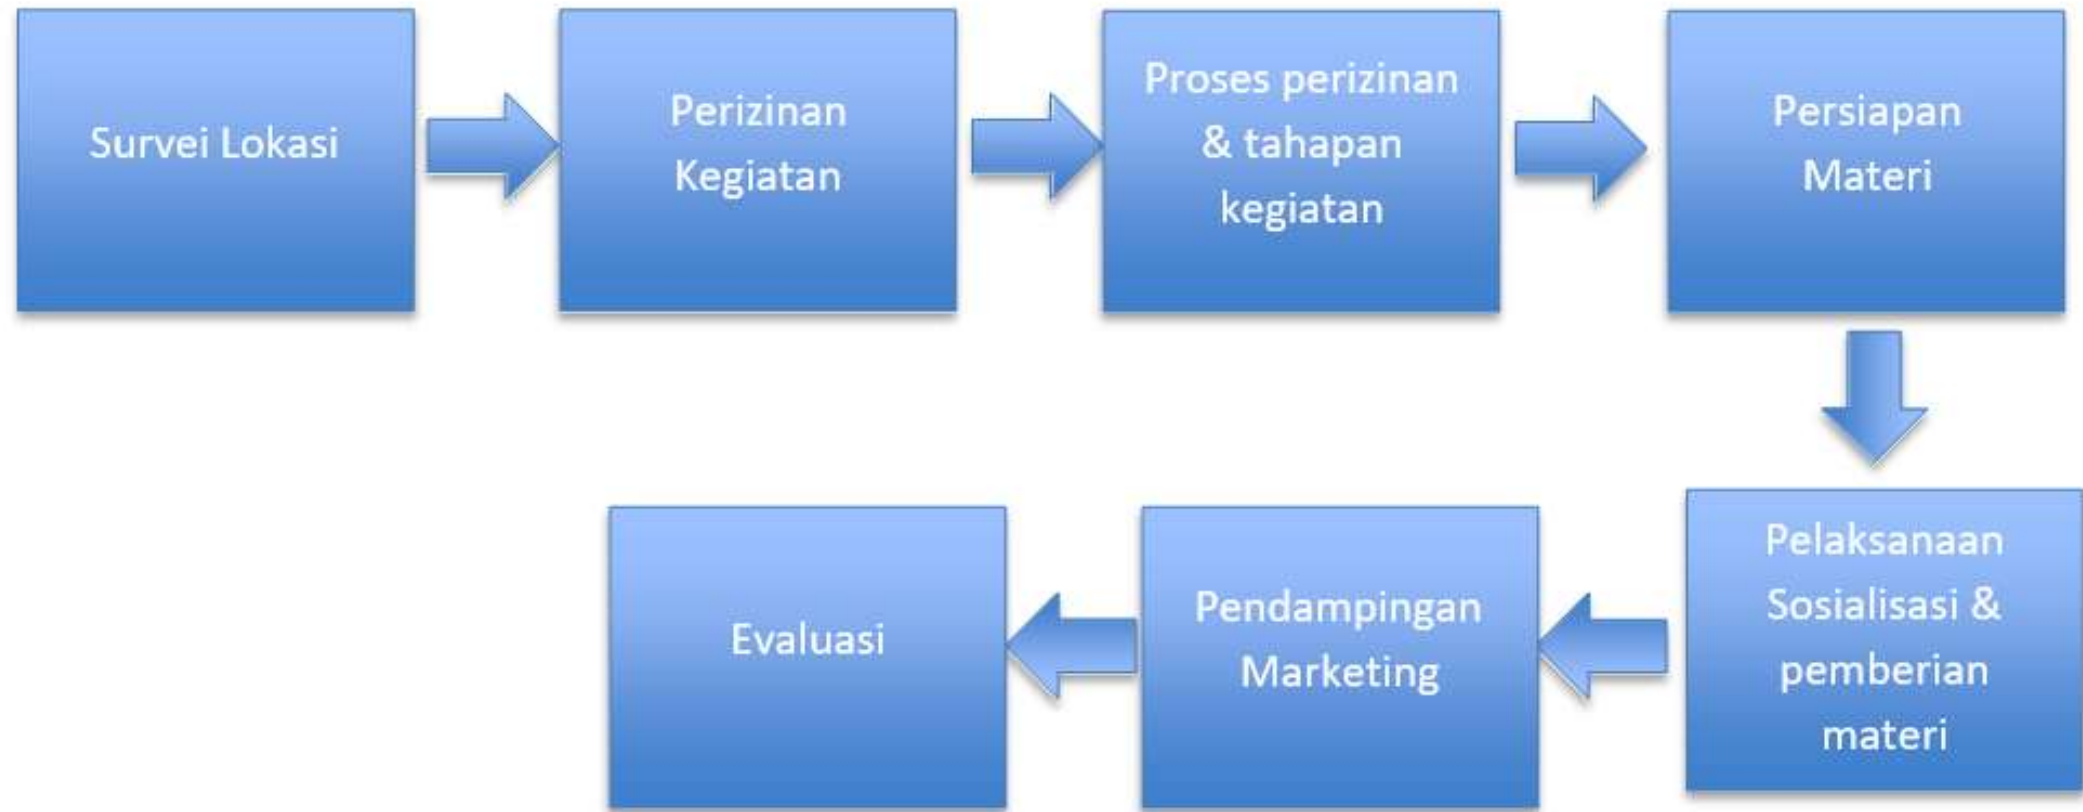 Survei Lokasi
Perizinan
Kegiatan
Proses perizinan
& tahapan
kegiatan
Persiapan
Materi
Pelaksanaan
Sosialisasi &
pemberian
materi
Pendampingan
Marketing
Evaluasi